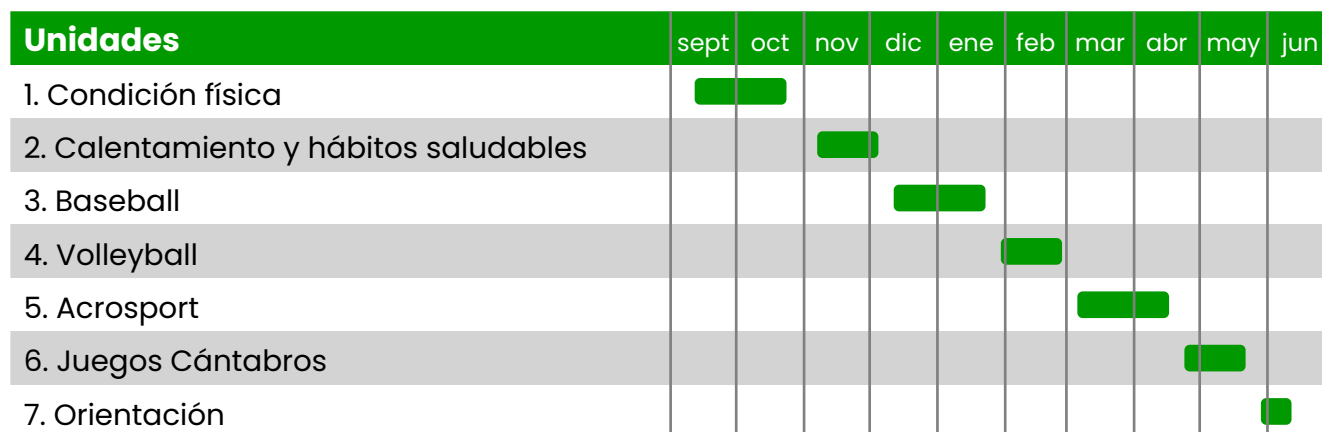 Unidades sept oct nov dic ene feb mar abr may jun
1. Condición física
2. Calentamiento y hábitos saludables
3. Baseball
4. Volleyball
5. Acrosport
6. Juegos Cántabros
7. Orientación